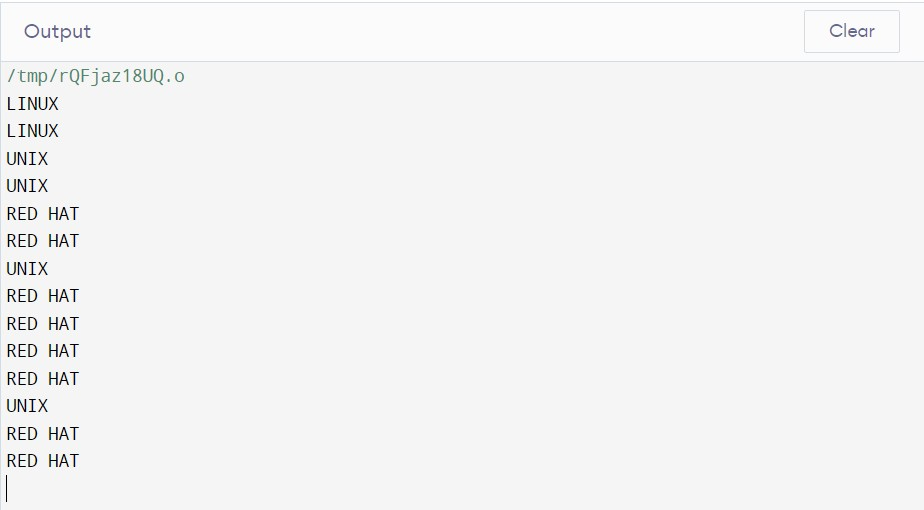 Output
Clear
/tmp/rQFjaz18UQ.o
LINUX
LINUX
UNIX
UNIX
RED HAT
RED HAT
UNIX
RED HAT
RED HAT
RED HAT
RED HAT
UNIX
RED HAT
RED HAT